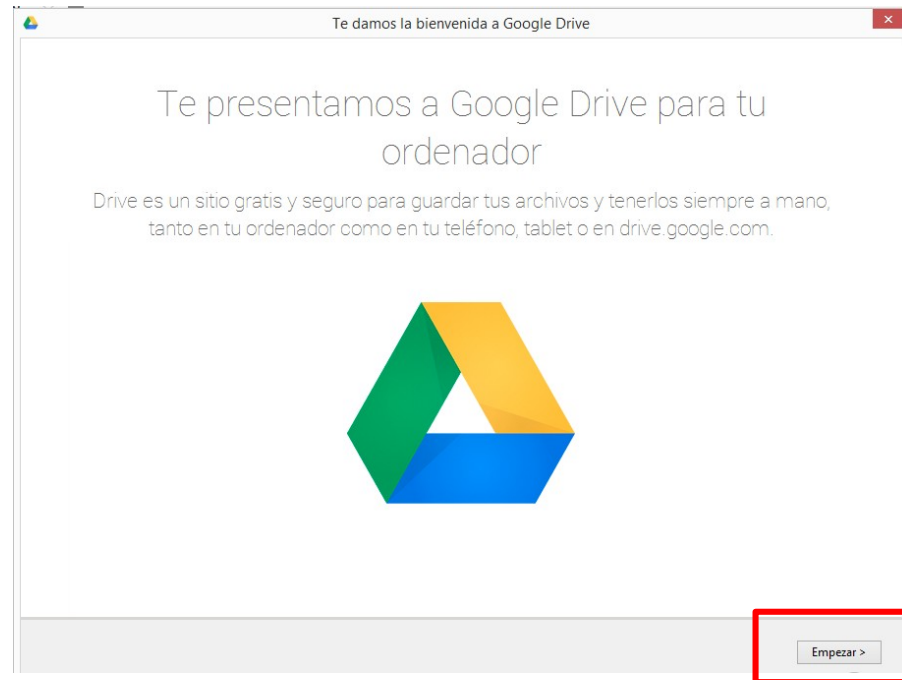 Te damos la bienvenida a Google Drive
Te presentamos a Google Drive para tu
ordenador
Drive es un sitio gratis y seguro para guardar tus archivos y tenerlos siempre a mano,
tanto en tu ordenador como en tu teléfono, tablet o en drive.google.com.
Empezar >